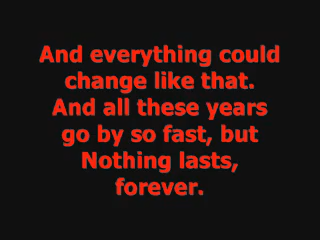 And everything could
change like that.
And all these years
go by so fast, but
Nothing lasts,
forever.